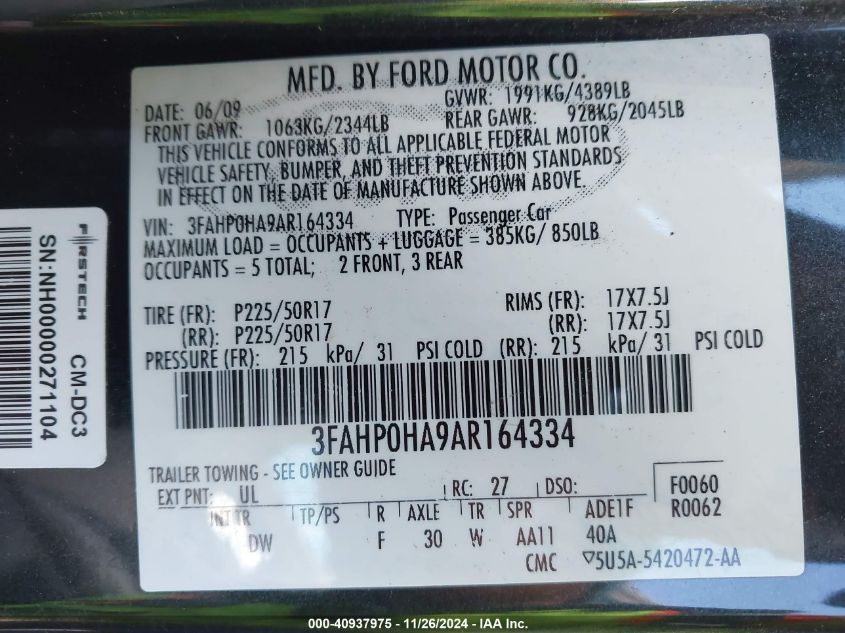 MFD. BY FORD MOTOR CO.
DATE: 06/09 GVWR: 1991KG/4389LB
FRONT GAWR: 1063KG/2344LB REAR GAWR: 928KG/2045LB
THIS VEHICLE CONFORMS TO ALL APPLICABLE FEDERAL MOTOR
VEHICLE SAFETY, BUMPER, AND THEFT PREVENTION STANDARDS
IN EFFECT ON THE DATE OF MANUFACTURE SHOWN ABOVE.
VIN: 3FAHP0HA9AR164334 TYPE: Passenger Car
MAXIMUM LOAD = OCCUPANTS + LUGGAGE = 385KG/ 850LB
OCCUPANTS = 5 TOTAL; 2 FRONT, 3 REAR
TIRE (FR): P225/50R17 RIMS (FR): 17X7.5J
(RR): P225/50R17 (RR): 17X7.5J
PRESSURE (FR): 215 kPa/ 31 PSI COLD (RR): 215 kPa/ 31 PSI COLD
3FAHP0HA9AR164334
TRAILER TOWING - SEE OWNER GUIDE
EXT PNT: UL RC: 27 DSO: F0060
INT TR TP/PS R AXLE TR SPR ADE1F R0062
DW F 30 W AA11 40A
CMC ▽5U5A-5420472-AA
FIRSTECH CM-DC3
SN:NH00000271104
000-40937975 - 11/26/2024 - IAA Inc.